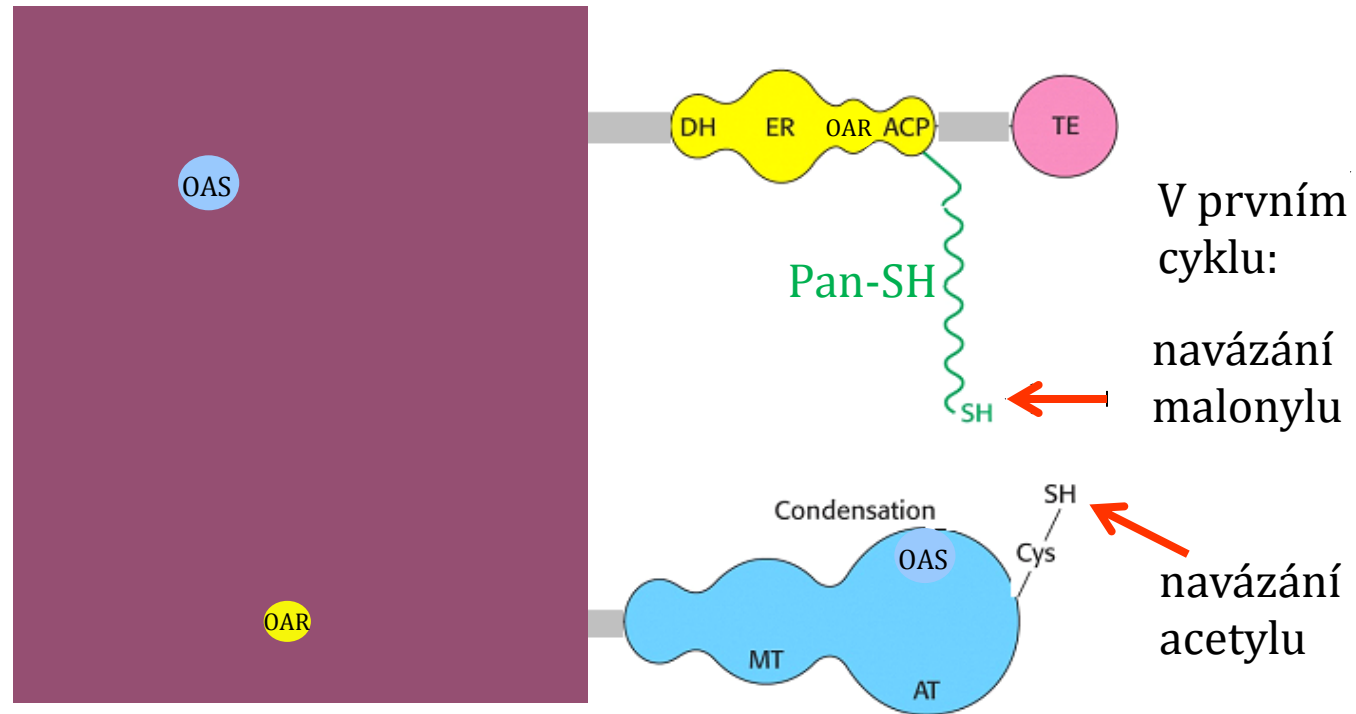 DH ER OAR ACP TE
OAS
V prvním
cyklu:
Pan-SH
navázání
malonylu
SH
SH
Condensation
OAS
Cys
navázání
acetylu
OAR
MT
AT